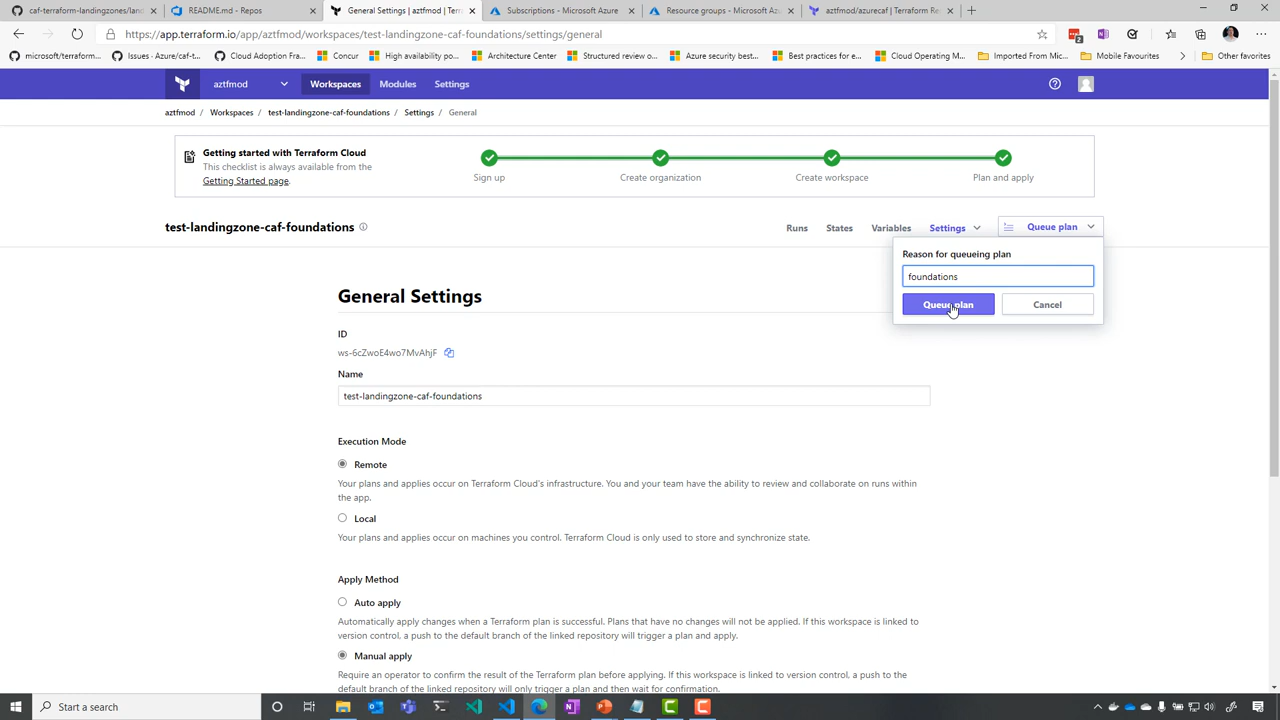 caf-terraform-landingzones/land
README.md - Repos
General Settings | aztfmod | Terr
Subscriptions - Microsoft Azure
Resource groups - Microsoft Azu
aztfmod/azurecaf | Terraform Re
https://app.terraform.io/app/aztfmod/workspaces/test-landingzone-caf-foundations/settings/general
2
microsoft/terraform...
Issues · Azure/caf-t...
Cloud Adoption Fra...
Concur
High availability po...
Architecture Center
Structured review o...
Azure security best...
Best practices for e...
Cloud Operating M...
Imported From Mic...
Mobile Favourites
Other favorites
aztfmod
Workspaces
Modules
Settings
aztfmod / Workspaces / test-landingzone-caf-foundations / Settings / General
Getting started with Terraform Cloud
This checklist is always available from the
Getting Started page.
Sign up
Create organization
Create workspace
Plan and apply
test-landingzone-caf-foundations
Runs
States
Variables
Settings
Queue plan
Reason for queueing plan
foundations
Queue plan
Cancel
General Settings
ID
ws-6cZwoE4wo7MvAhjF
Name
test-landingzone-caf-foundations
Execution Mode
Remote
Your plans and applies occur on Terraform Cloud's infrastructure. You and your team have the ability to review and collaborate on runs within
the app.
Local
Your plans and applies occur on machines you control. Terraform Cloud is only used to store and synchronize state.
Apply Method
Auto apply
Automatically apply changes when a Terraform plan is successful. Plans that have no changes will not be applied. If this workspace is linked to
version control, a push to the default branch of the linked repository will trigger a plan and apply.
Manual apply
Require an operator to confirm the result of the Terraform plan before applying. If this workspace is linked to version control, a push to the
default branch of the linked repository will only trigger a plan and then wait for confirmation.
Start a search